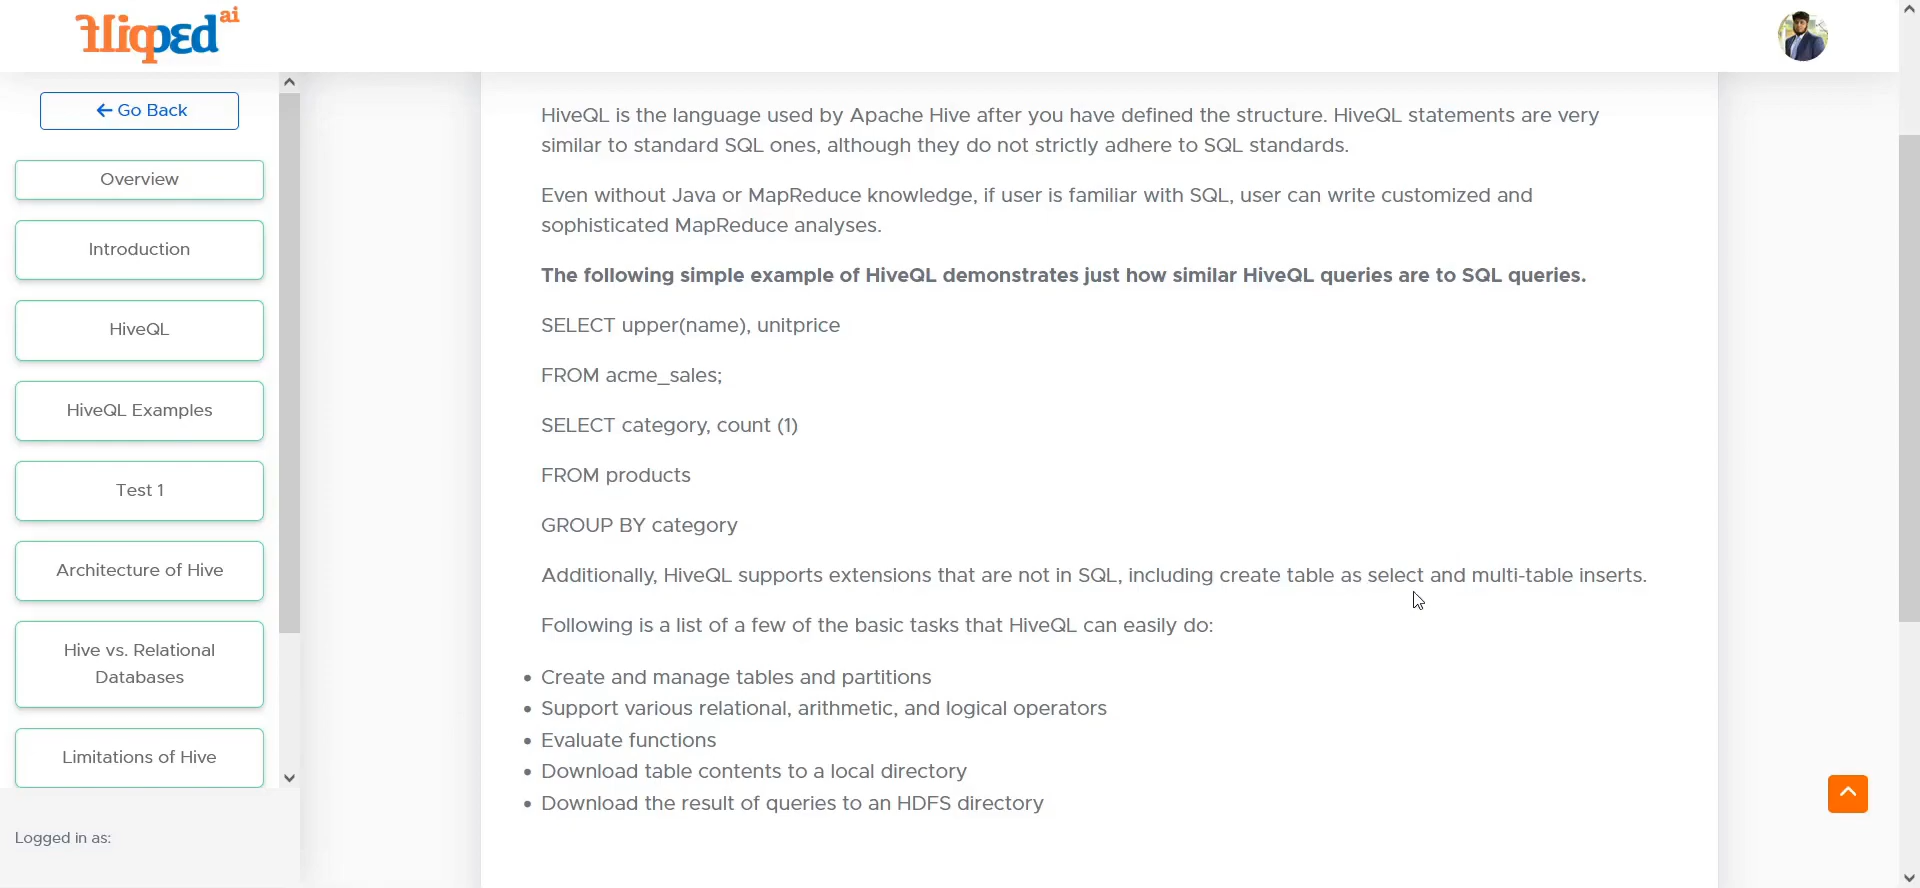 fliqped ai
← Go Back
Overview
Introduction
HiveQL
HiveQL Examples
Test 1
Architecture of Hive
Hive vs. Relational
Databases
Limitations of Hive
Logged in as:
HiveQL is the language used by Apache Hive after you have defined the structure. HiveQL statements are very
similar to standard SQL ones, although they do not strictly adhere to SQL standards.
Even without Java or MapReduce knowledge, if user is familiar with SQL, user can write customized and
sophisticated MapReduce analyses.
The following simple example of HiveQL demonstrates just how similar HiveQL queries are to SQL queries.
SELECT upper(name), unitprice
FROM acme_sales;
SELECT category, count (1)
FROM products
GROUP BY category
Additionally, HiveQL supports extensions that are not in SQL, including create table as select and multi-table inserts.
Following is a list of a few of the basic tasks that HiveQL can easily do:
• Create and manage tables and partitions
• Support various relational, arithmetic, and logical operators
• Evaluate functions
• Download table contents to a local directory
• Download the result of queries to an HDFS directory